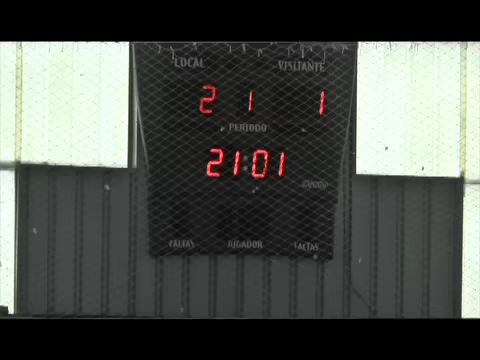 LOCAL VISITANTE
2 1 1
PERIODO
21:01
FALTAS JUGADOR FALTAS